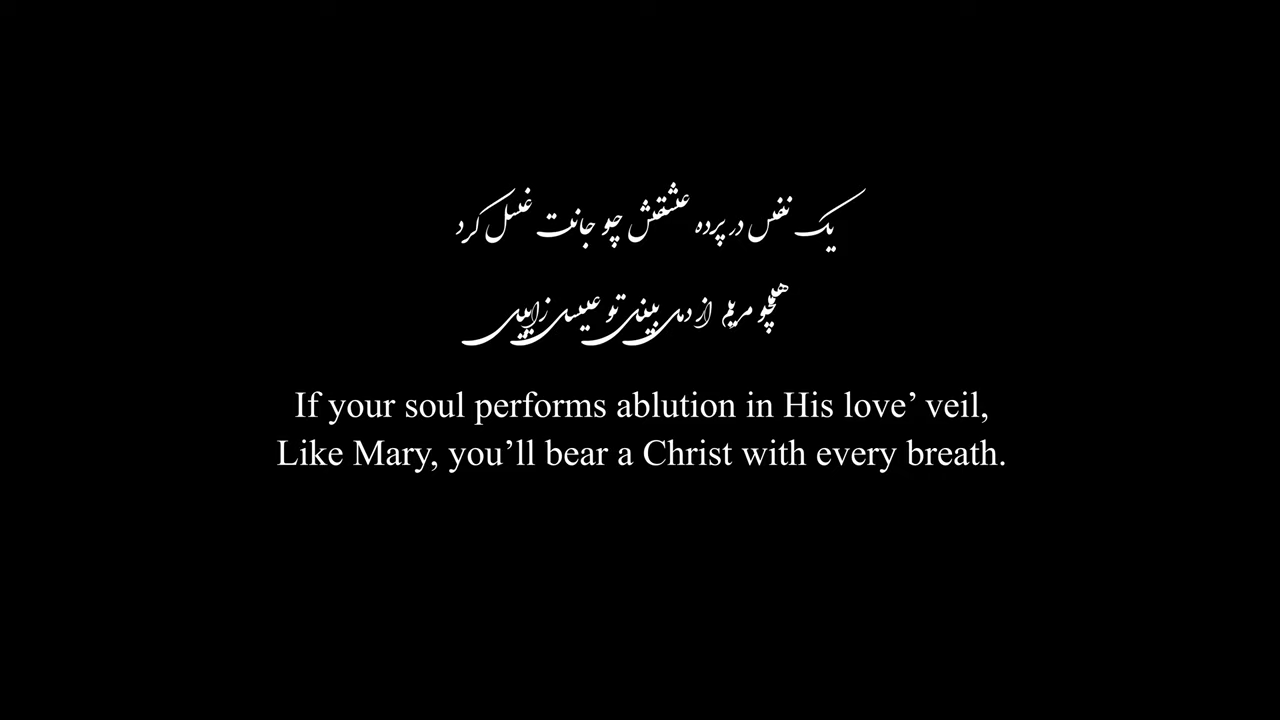 یک نفس در پرده عشقش چو جانت غسل کرد
همچو مریم از دمی بینی تو عیسی زاییی
If your soul performs ablution in His love’ veil,
Like Mary, you’ll bear a Christ with every breath.